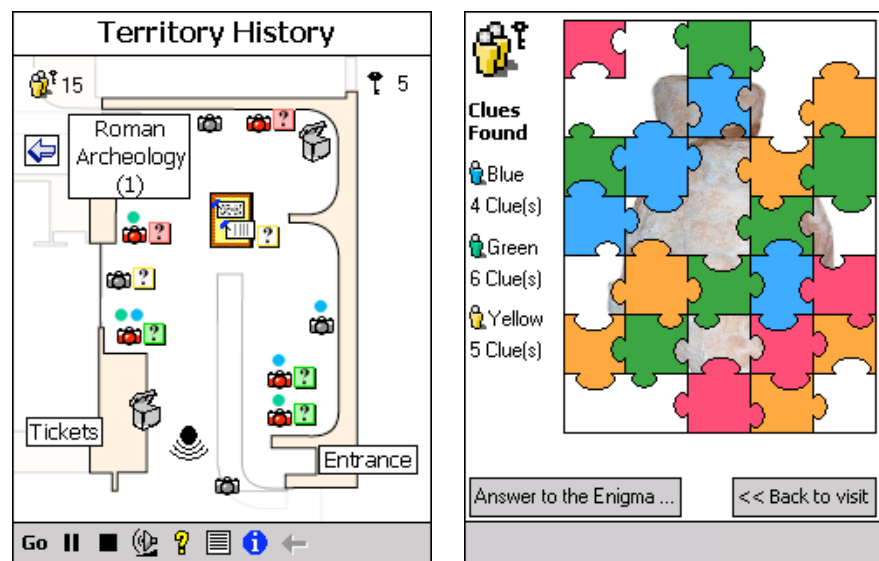 Territory History
15
5
Roman
Archeology
(1)
?
?
?
?
?
?
?
Tickets
Entrance
Go
?
i
Clues
Found
Blue
4 Clue(s)
Green
6 Clue(s)
Yellow
5 Clue(s)
Answer to the Enigma ...
<< Back to visit